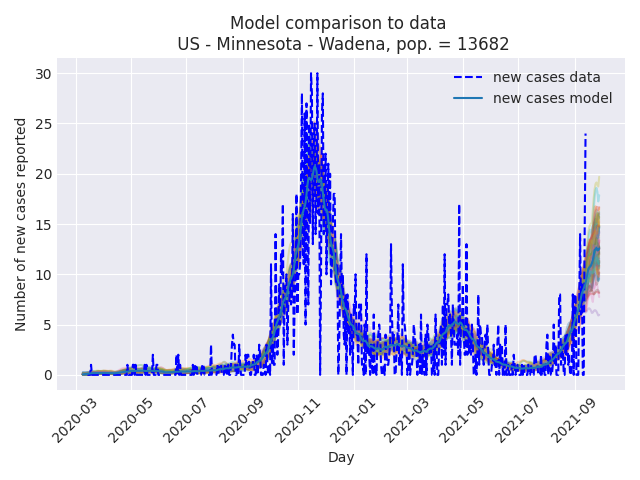 Model comparison to data
US - Minnesota - Wadena, pop. = 13682
new cases data
new cases model
Number of new cases reported
30
25
20
15
10
5
0
2020-03
2020-05
2020-07
2020-09
2020-11
2021-01
2021-03
2021-05
2021-07
2021-09
Day